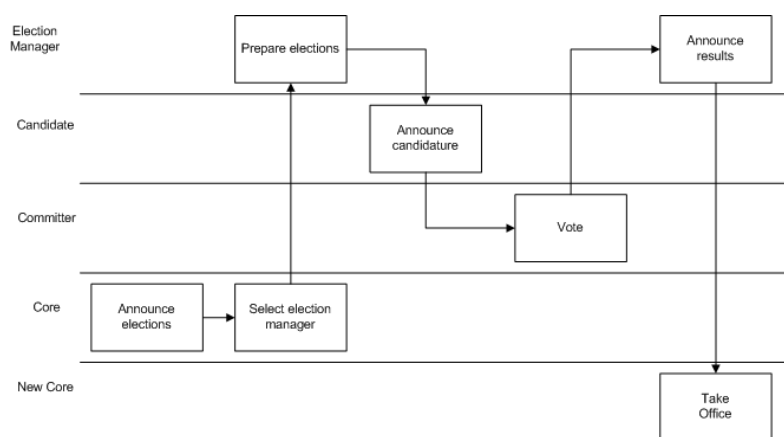 Election
Manager
Prepare elections
Announce
results
Candidate
Announce
candidature
Committer
Vote
Core
Announce
elections
Select election
manager
New Core
Take
Office